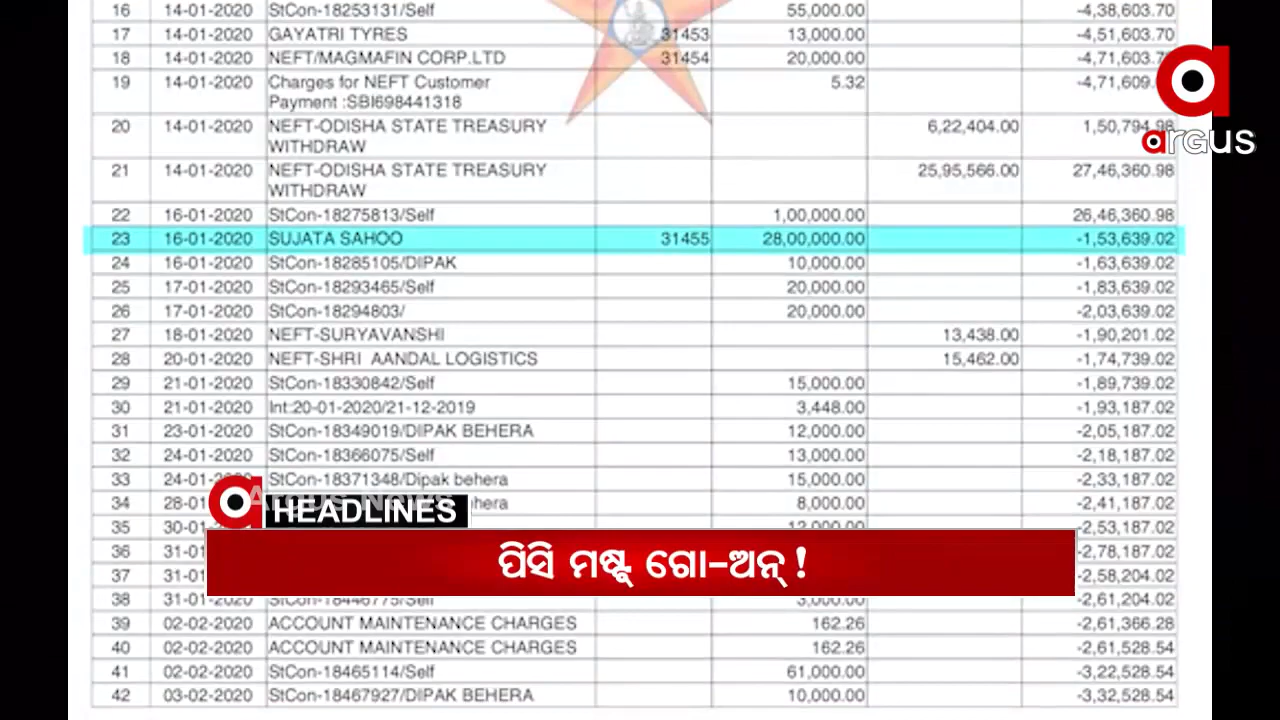 16 14-01-2020 StCon-18253131/Self 55,000.00 -4,38,603.70
17 14-01-2020 GAYATRI TYRES 31453 13,000.00 -4,51,603.70
18 14-01-2020 NEFT/MAGMAFIN CORP.LTD 31454 20,000.00
19 14-01-2020 Charges for NEFT Customer 5.32
Payment :SBI698441318
20 14-01-2020 NEFT-ODISHA STATE TREASURY 6,22,404.00 1,50,794.98
WITHDRAW
argus
21 14-01-2020 NEFT-ODISHA STATE TREASURY 25,95,566.00 27,46,360.98
WITHDRAW
22 16-01-2020 StCon-18275813/Self 1,00,000.00 26,46,360.98
23 16-01-2020 SUJATA SAHOO 31455 28,00,000.00 -1,53,639.02
24 16-01-2020 StCon-18285105/DIPAK 10,000.00 -1,63,639.02
25 17-01-2020 StCon-18293465/Self 20,000.00 -1,83,639.02
26 17-01-2020 StCon-18294803/ 20,000.00 -2,03,639.02
27 18-01-2020 NEFT-SURYAVANSHI 13,438.00 -1,90,201.02
28 20-01-2020 NEFT-SHRI AANDAL LOGISTICS 15,462.00 -1,74,739.02
29 21-01-2020 StCon-18330842/Self 15,000.00 -1,89,739.02
30 21-01-2020 Int:20-01-2020/21-12-2019 3,448.00 -1,93,187.02
31 23-01-2020 StCon-18349019/DIPAK BEHERA 12,000.00 -2,05,187.02
32 24-01-2020 StCon-18366075/Self 13,000.00 -2,18,187.02
33 StCon-18371348/Dipak behera 15,000.00 -2,33,187.02
34 8,000.00 -2,41,187.02
HEADLINES
35 12,000.00 -2,53,187.02
36 -2,78,187.02
ପିସି ମଷ୍ଟ୍ ଗୋ-ଅନ୍ !
37 -2,58,204.02
38 31-01-2020 StCon-18446775/Self 3,000.00 -2,61,204.02
39 02-02-2020 ACCOUNT MAINTENANCE CHARGES 162.26 -2,61,366.28
40 02-02-2020 ACCOUNT MAINTENANCE CHARGES 162.26 -2,61,528.54
41 02-02-2020 StCon-18465114/Self 61,000.00 -3,22,528.54
42 03-02-2020 StCon-18467927/DIPAK BEHERA 10,000.00 -3,32,528.54